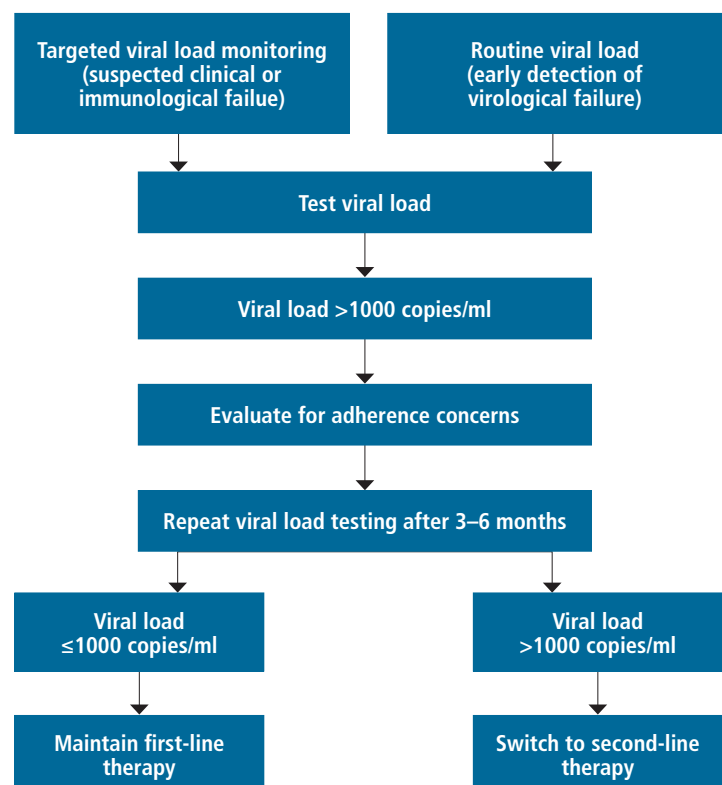 Targeted viral load monitoring
(suspected clinical or
immunological failue)
Routine viral load
(early detection of
virological failure)
Test viral load
Viral load >1000 copies/ml
Evaluate for adherence concerns
Repeat viral load testing after 3–6 months
Viral load
≤1000 copies/ml
Viral load
>1000 copies/ml
Maintain first-line
therapy
Switch to second-line
therapy